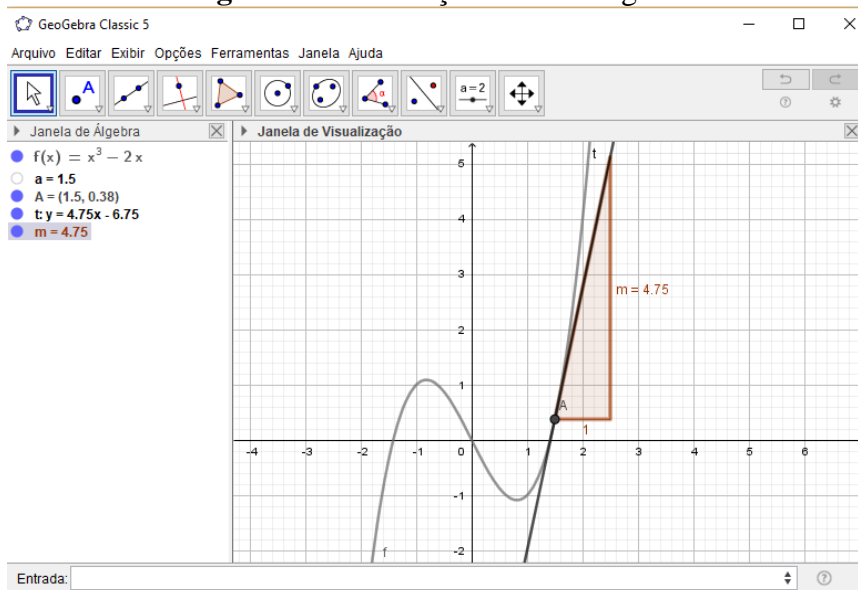 GeoGebra Classic 5
Arquivo Editar Exibir Opções Ferramentas Janela Ajuda
A
α
a=2
Janela de Álgebra
Janela de Visualização
f(x) = x³ − 2 x
a = 1.5
A = (1.5, 0.38)
t: y = 4.75x - 6.75
m = 4.75
t
5
4
3
m = 4.75
2
1
A
1
-4 -3 -2 -1 0 1 2 3 4 5 6
-1
f
-2
Entrada: